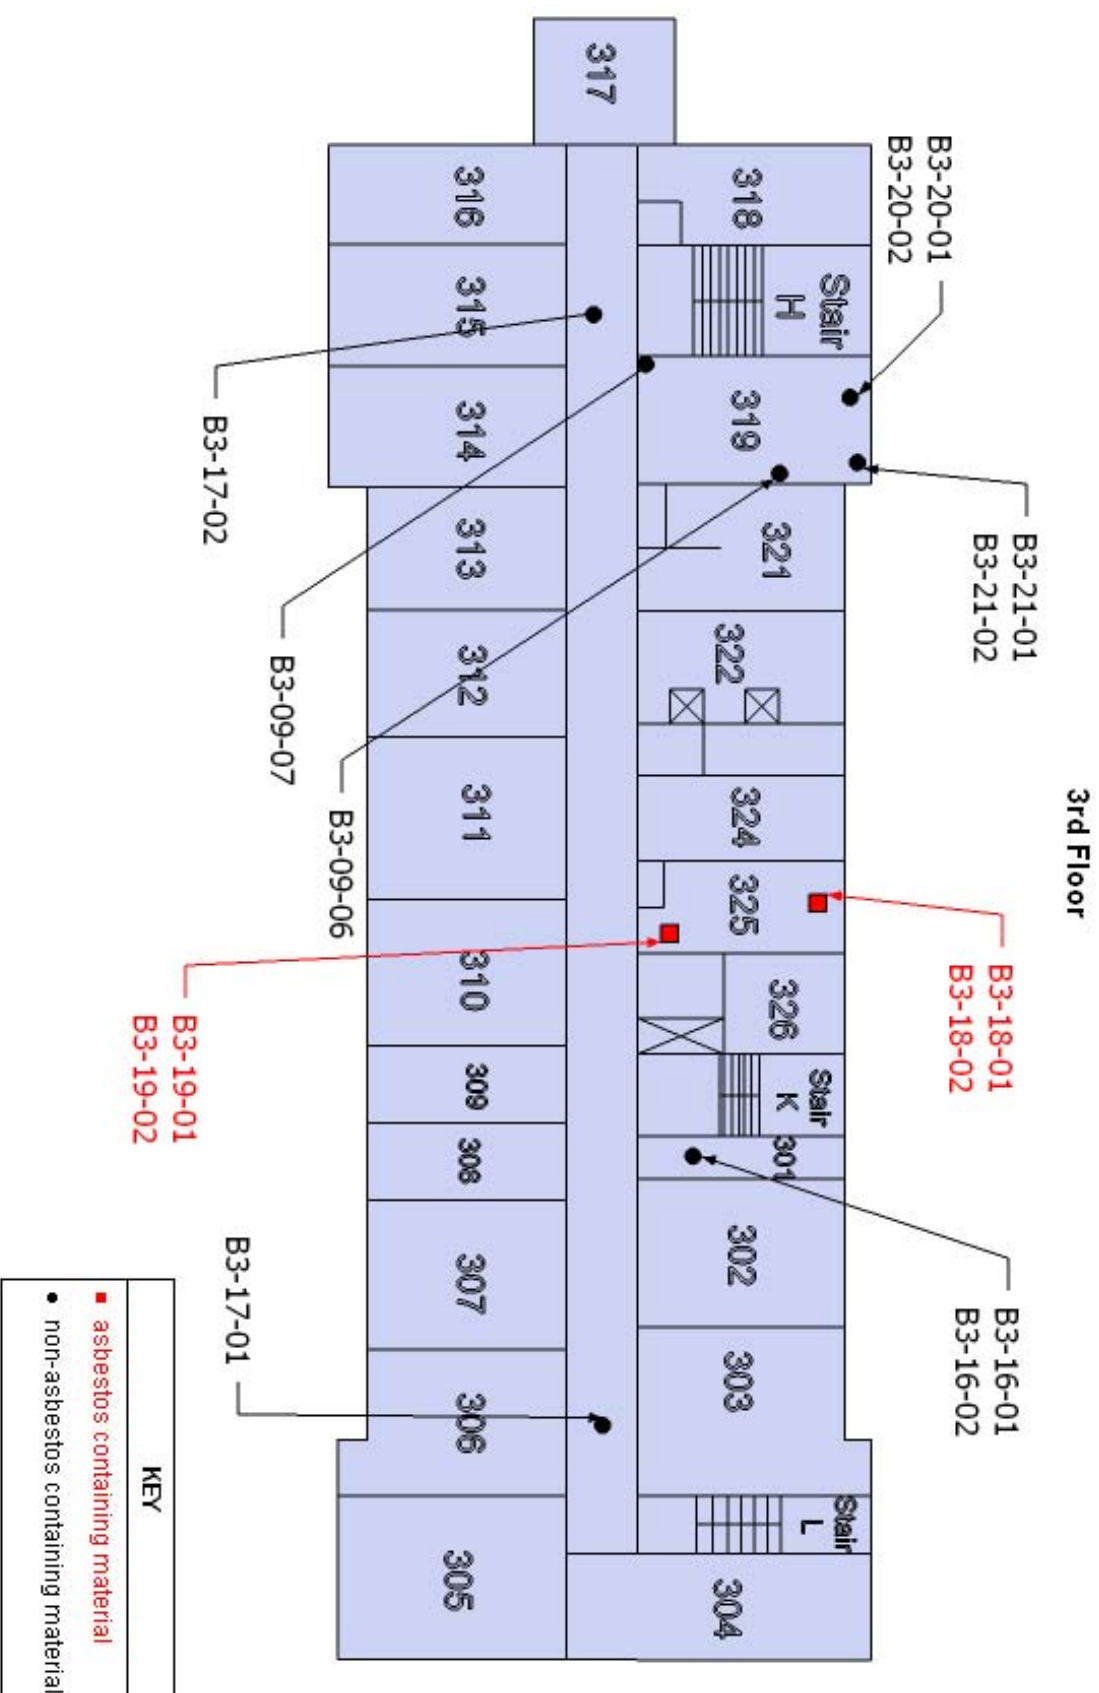 3rd Floor
B3-20-01
B3-20-02
B3-21-01
B3-21-02
B3-18-01
B3-18-02
B3-16-01
B3-16-02
317
318
Stair
H
319
321
322
324
325
326
Stair
K
301
302
303
Stair
L
304
316
315
314
313
312
311
310
309
308
307
306
305
B3-17-02
B3-09-07
B3-09-06
B3-19-01
B3-19-02
B3-17-01
KEY
asbestos containing material
non-asbestos containing material